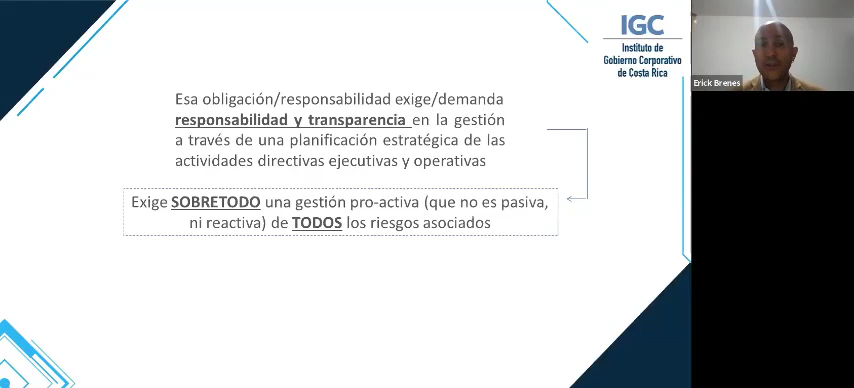 IGC
Instituto de
Gobierno Corporativo
de Costa Rica
Erick Brenes
Esa obligación/responsabilidad exige/demanda
responsabilidad y transparencia en la gestión
a través de una planificación estratégica de las
actividades directivas ejecutivas y operativas
Exige SOBRETODO una gestión pro-activa (que no es pasiva,
ni reactiva) de TODOS los riesgos asociados